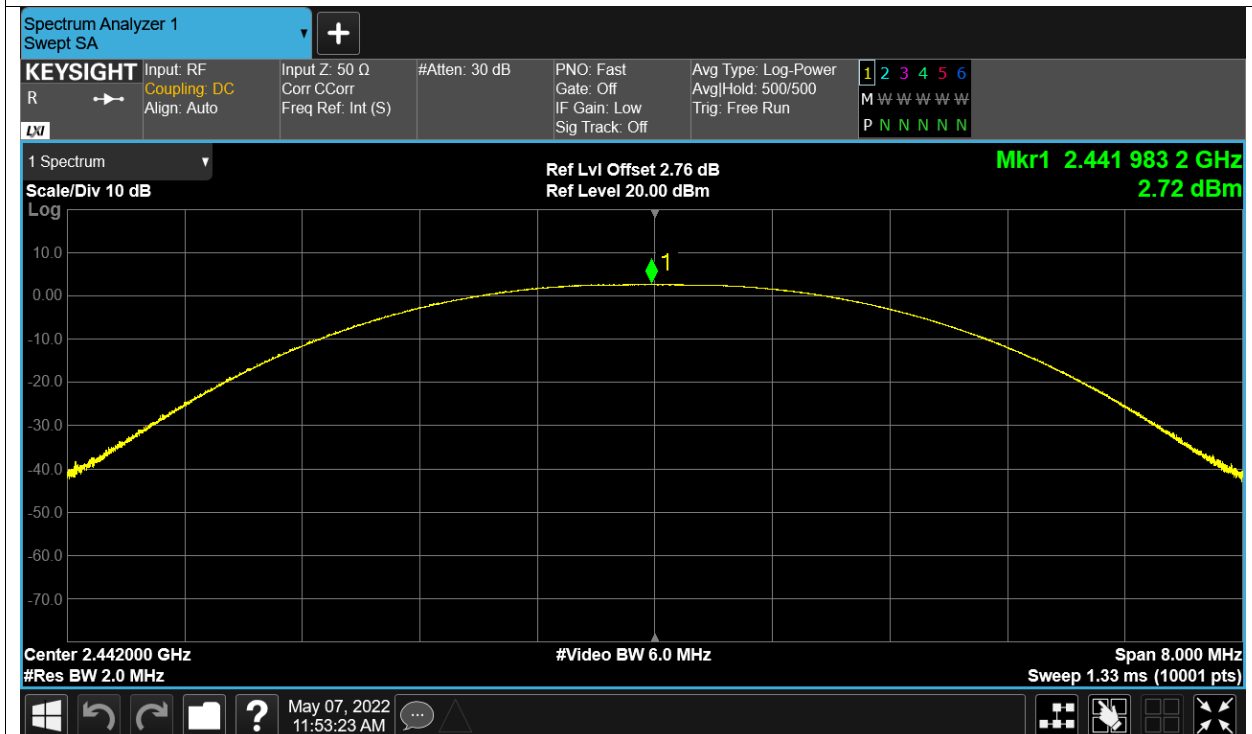 Spectrum Analyzer 1
Swept SA
+
KEYSIGHT
R
LXI
Input: RF
Coupling: DC
Align: Auto
Input Z: 50 Ω
Corr CCorr
Freq Ref: Int (S)
#Atten: 30 dB
PNO: Fast
Gate: Off
IF Gain: Low
Sig Track: Off
Avg Type: Log-Power
Avg|Hold: 500/500
Trig: Free Run
1 2 3 4 5 6
M W W W W W
P N N N N N
1 Spectrum
Scale/Div 10 dB
Log
Ref Lvl Offset 2.76 dB
Ref Level 20.00 dBm
Mkr1 2.441 983 2 GHz
2.72 dBm
1
10.0
0.00
-10.0
-20.0
-30.0
-40.0
-50.0
-60.0
-70.0
Center 2.442000 GHz
#Res BW 2.0 MHz
#Video BW 6.0 MHz
Span 8.000 MHz
Sweep 1.33 ms (10001 pts)
?
May 07, 2022
11:53:23 AM